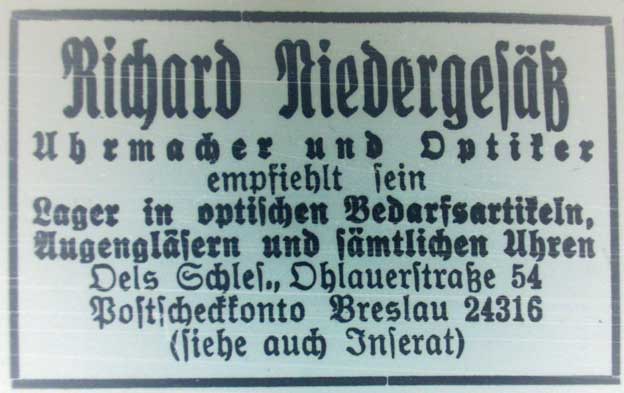 Richard Niedergesäß
Uhrmacher und Optiker
empfiehlt sein
Lager in optischen Bedarfsartikeln,
Augengläsern und sämtlichen Uhren
Oels Schles., Ohlauerstraße 54
Postscheckkonto Breslau 24316
(siehe auch Inserat)